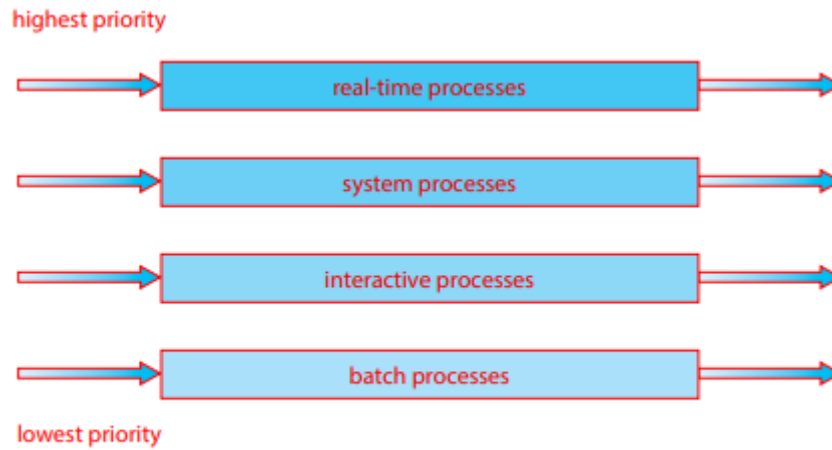 highest priority
real-time processes
system processes
interactive processes
batch processes
lowest priority